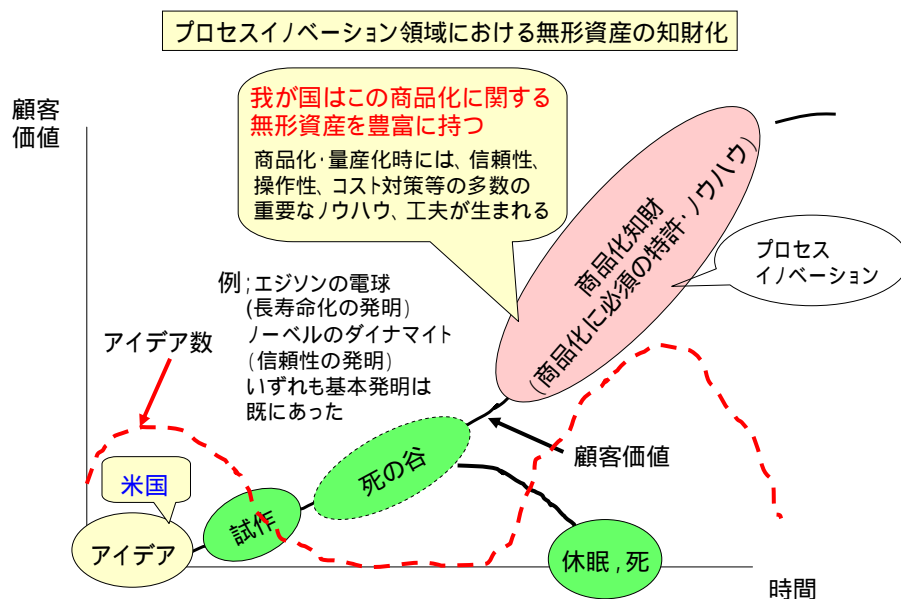 プロセスイノベーション領域における無形資産の知財化
顧客
価値
我が国はこの商品化に関する
無形資産を豊富に持つ
商品化・量産化時には、信頼性、
操作性、コスト対策等の多数の
重要なノウハウ、工夫が生まれる
商品化知財
(商品化に必須の特許・ノウハウ)
プロセス
イノベーション
例;エジソンの電球
(長寿命化の発明)
ノーベルのダイナマイト
(信頼性の発明)
いずれも基本発明は
既にあった
アイデア数
顧客価値
死の谷
米国
試作
アイデア
休眠,死
時間